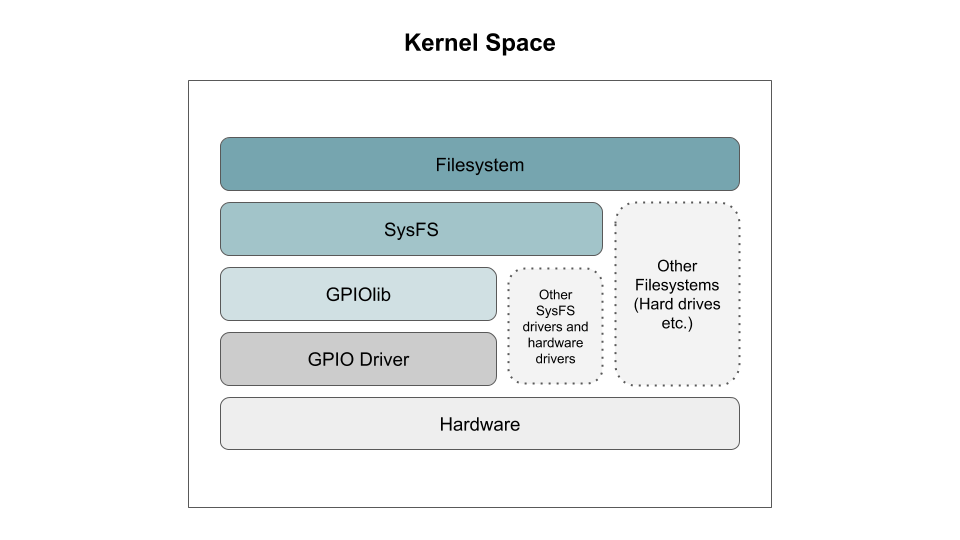 Kernel Space
Filesystem
SysFS
GPIOlib
GPIO Driver
Other
SysFS
drivers and
hardware
drivers
Other
Filesystems
(Hard drives
etc.)
Hardware